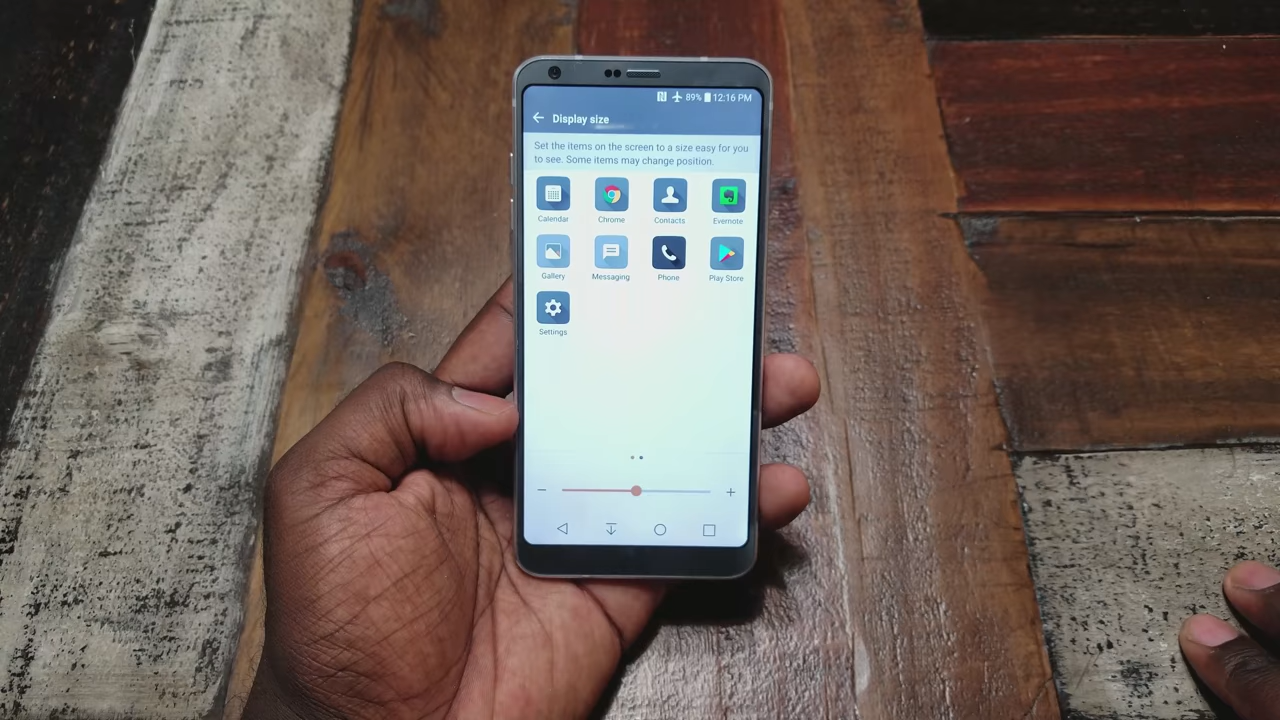 89% 12:16 PM
Display size
Set the items on the screen to a size easy for you
to see. Some items may change position.
Calendar Chrome Contacts Evernote
Gallery Messaging Phone Play Store
Settings